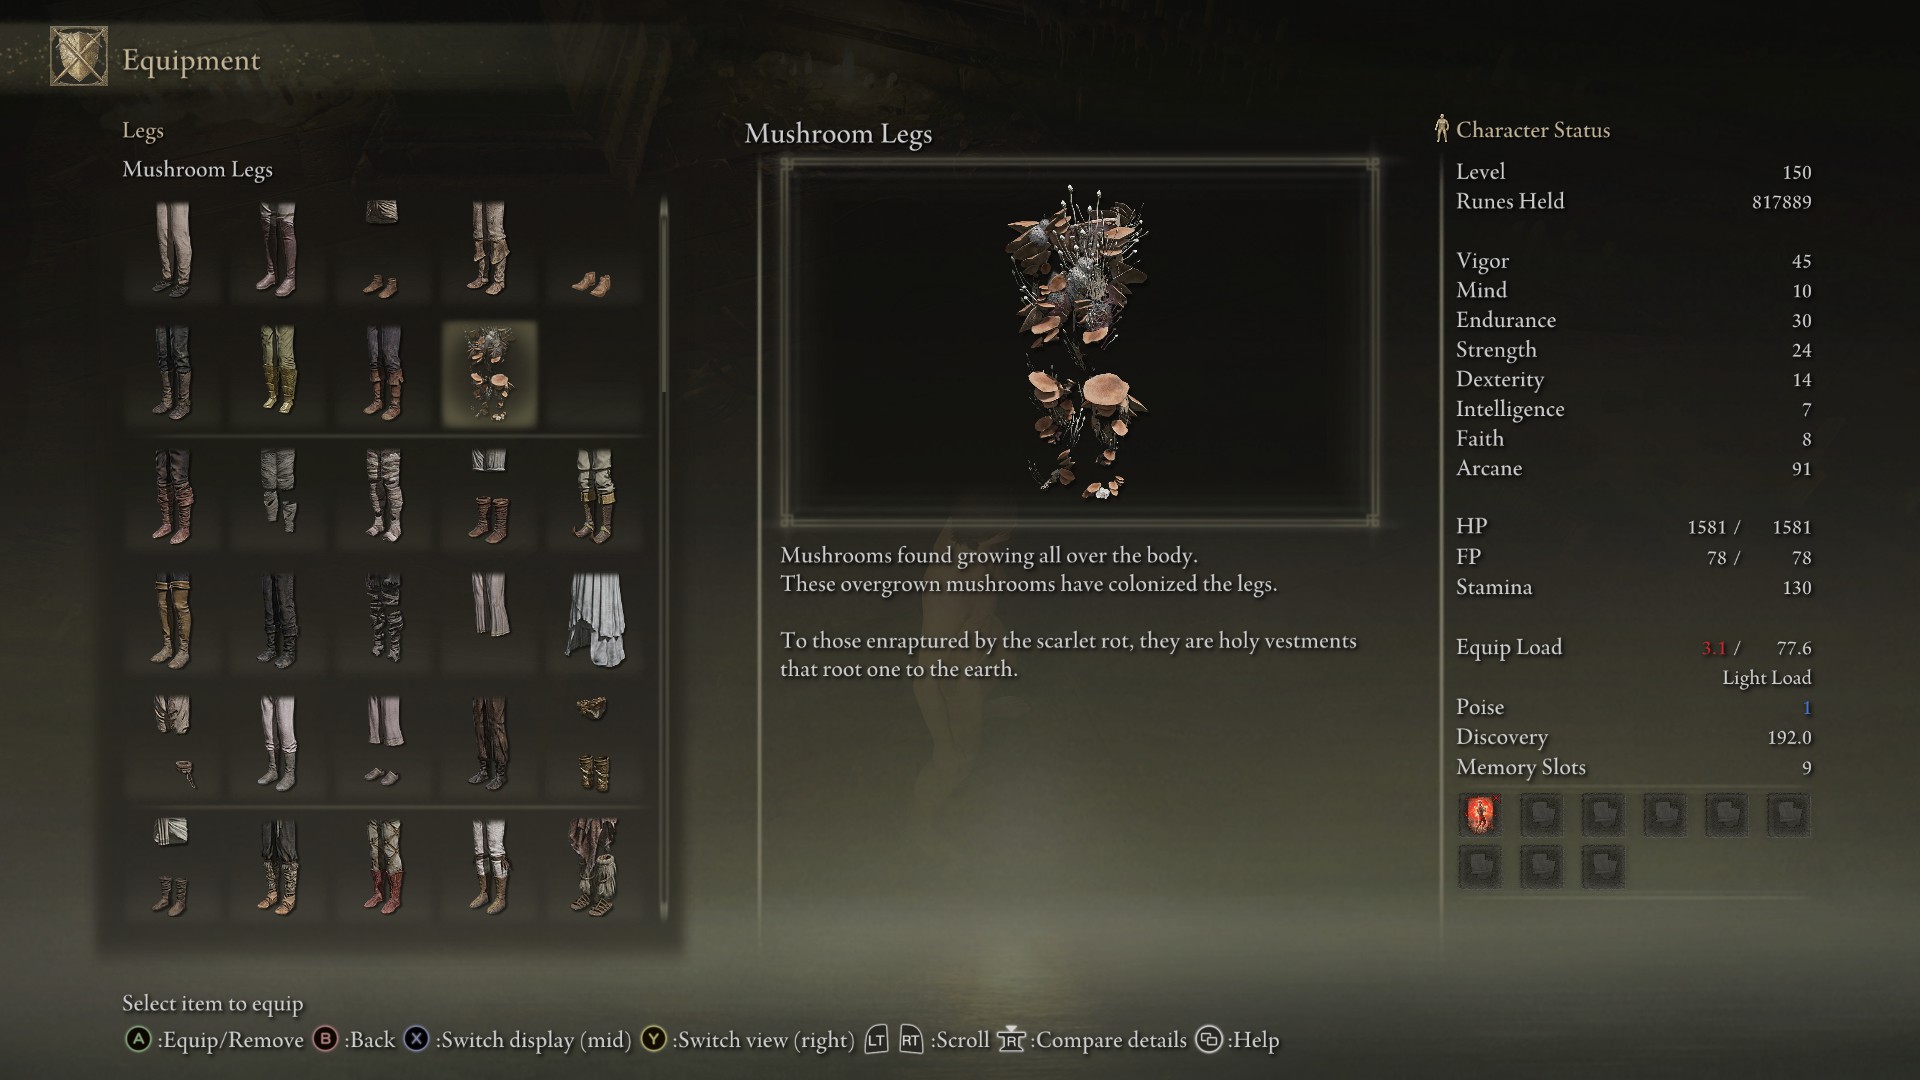 Equipment
Legs
Mushroom Legs
Mushroom Legs
Mushrooms found growing all over the body.
These overgrown mushrooms have colonized the legs.
To those enraptured by the scarlet rot, they are holy vestments
that root one to the earth.
Character Status
Level 150
Runes Held 817889
Vigor 45
Mind 10
Endurance 30
Strength 24
Dexterity 14
Intelligence 7
Faith 8
Arcane 91
HP 1581 / 1581
FP 78 / 78
Stamina 130
Equip Load 3.1 / 77.6
Light Load
Poise 1
Discovery 192.0
Memory Slots 9
Select item to equip
A :Equip/Remove B :Back X :Switch display (mid) Y :Switch view (right) LT RT :Scroll R :Compare details :Help